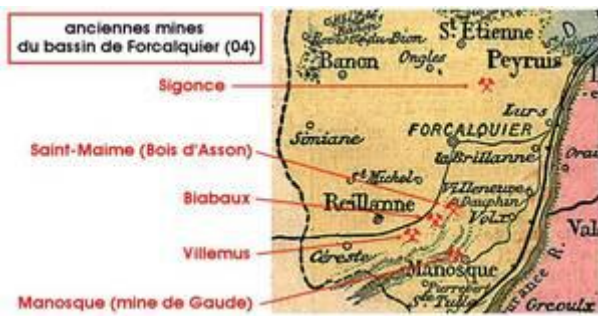 anciennes mines
du bassin de Forcalquier (04)
Sigonce
Saint-Maime (Bois d'Asson)
Biabaux
Villemus
Manosque (mine de Gaude)
St. Etienne
Banon
Ongles
Peyruis
Lurs
FORCALQUIER
Simiane
la Brillanne
St. Michel
Villeneuve
Dauphin
Reillanne
Volx
Céreste
Manosque
Pierrevert
Ste. Tulle
Greoulx